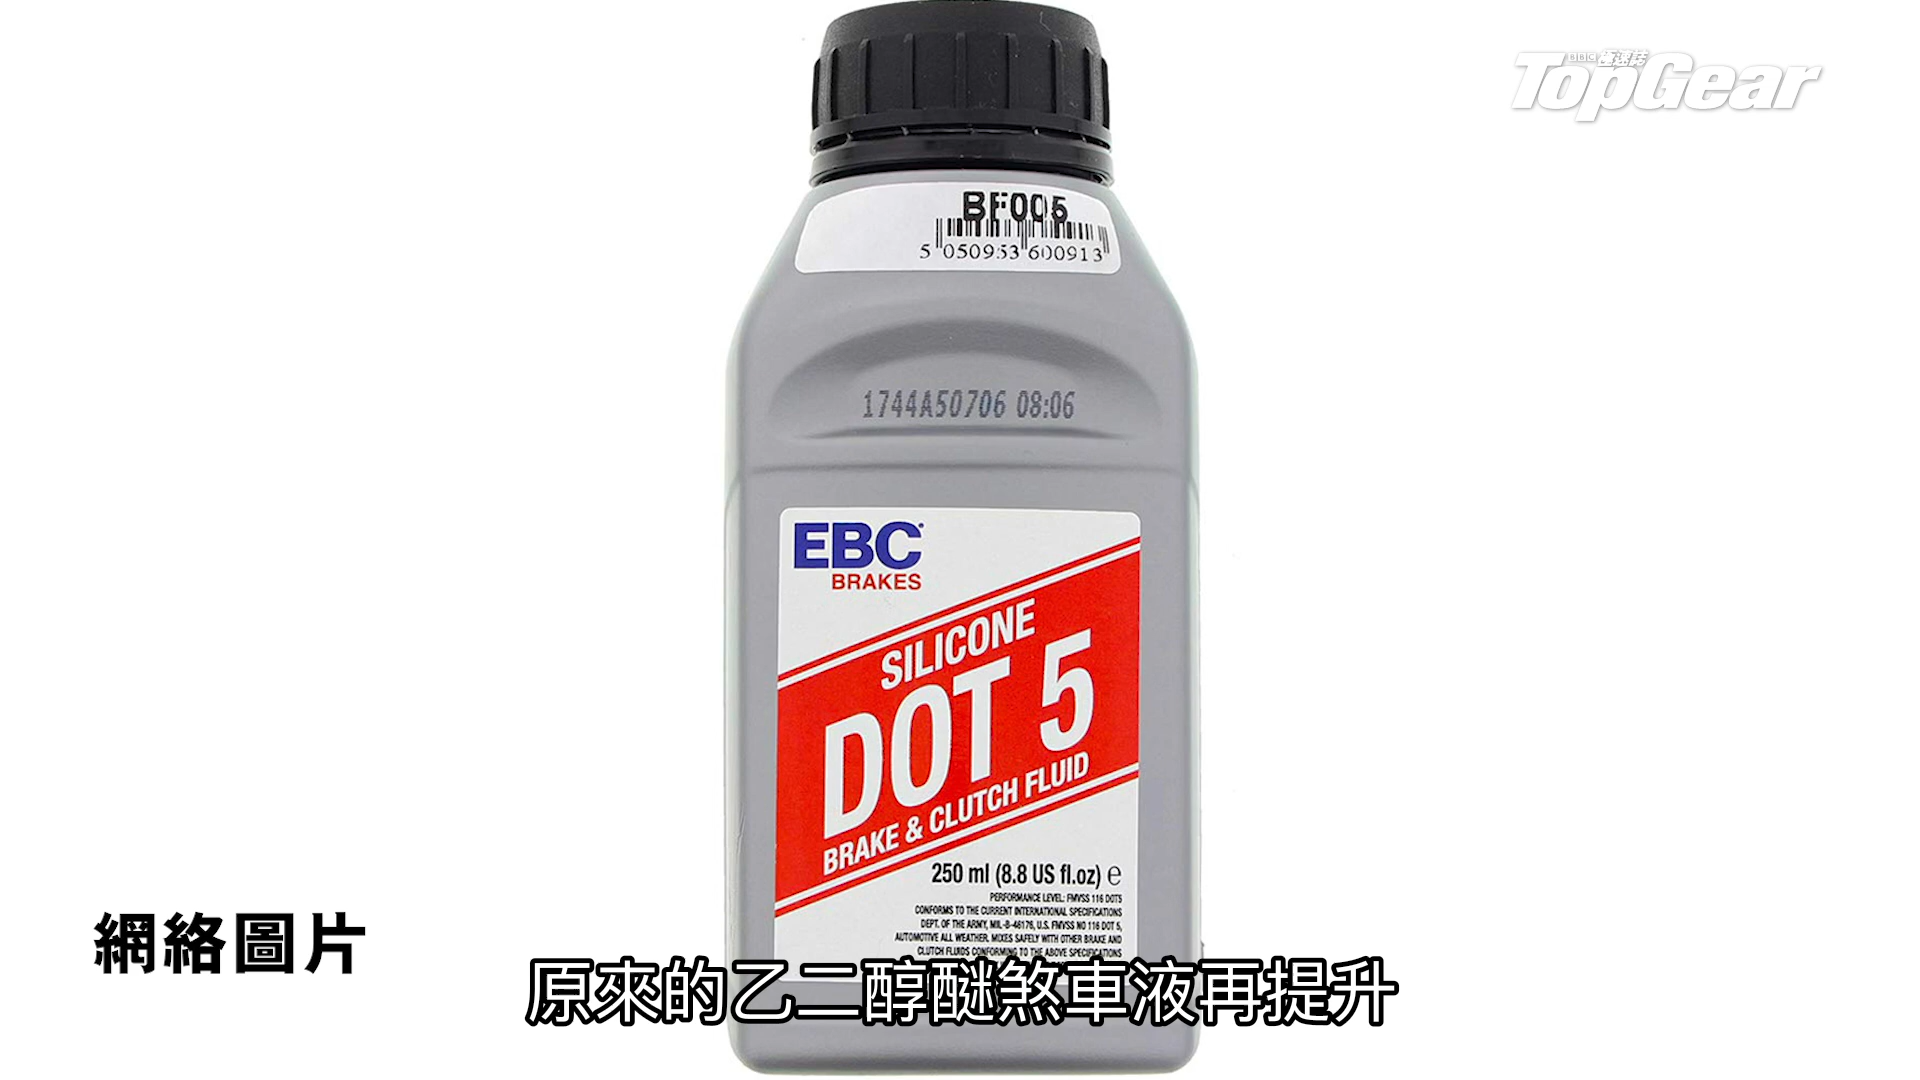 BBC 極速誌
TopGear
BF005
5 050953 600913
1744A50706 08:06
EBC
BRAKES
SILICONE
DOT 5
BRAKE & CLUTCH FLUID
250 ml (8.8 US fl.oz) e
PERFORMANCE LEVEL: FMVSS 116 DOT5
CONFORMS TO THE CURRENT INTERNATIONAL SPECIFICATIONS
DEPT. OF THE ARMY, MIL-B-46176, U.S. FMVSS NO 116 DOT 5,
AUTOMOTIVE ALL WEATHER. MIXES SAFELY WITH OTHER BRAKE AND
CLUTCH FLUIDS CONFORMING TO THE ABOVE SPECIFICATIONS
網絡圖片
原來的乙二醇醚煞車液再提升